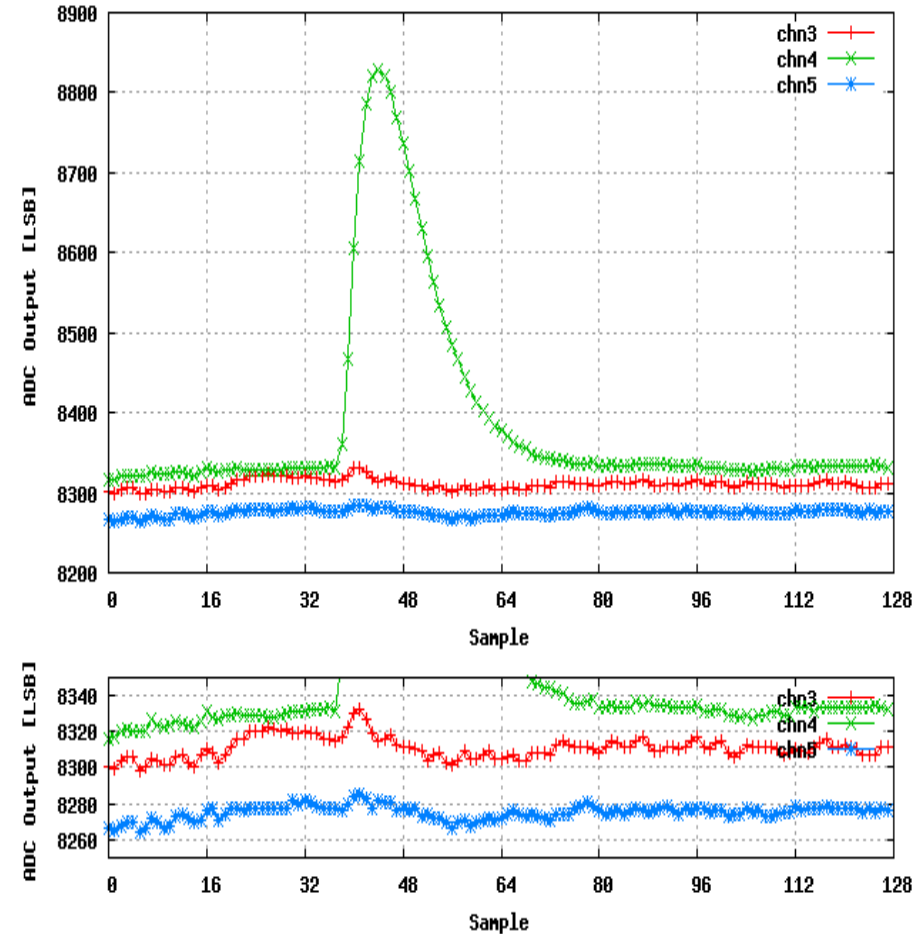 ADC Output [LSB]
8900
8800
8700
8600
8500
8400
8300
8200
chn3
chn4
chn5
0 16 32 48 64 80 96 112 128
Sample
ADC Output [LSB]
8340
8320
8300
8280
8260
chn3
chn4
chn5
0 16 32 48 64 80 96 112 128
Sample